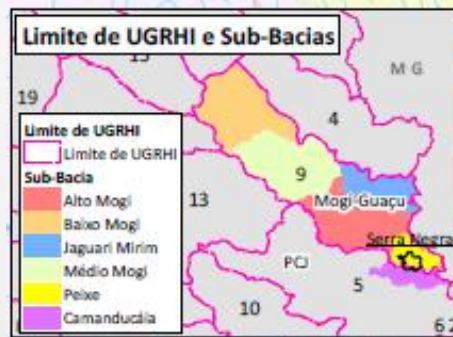 Limite de UGRHI e Sub-Bacias
MG
19
4
Limite de UGRHI
Limite de UGRHI
Sub-Bacia
Alto Mogi
Baixo Mogi
Jaguari Mirim
Médio Mogi
Peixe
Camanducáia
9
13
Mogi-Guaçu
Serra Negra
PCJ
5
10
6